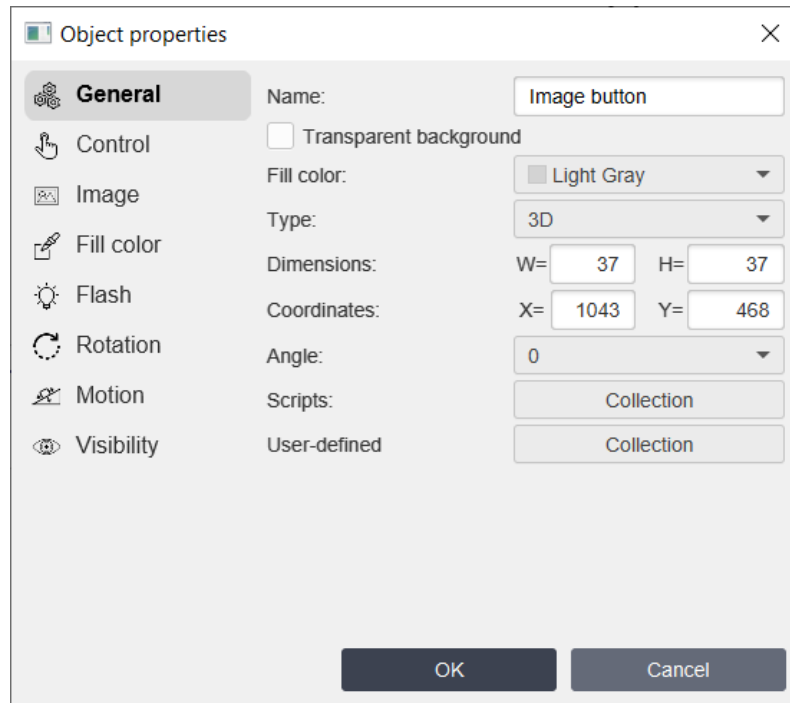 Object properties
General
Control
Image
Fill color
Flash
Rotation
Motion
Visibility
Name: Image button
Transparent background
Fill color: Light Gray
Type: 3D
Dimensions: W= 37 H= 37
Coordinates: X= 1043 Y= 468
Angle: 0
Scripts: Collection
User-defined Collection
OK Cancel